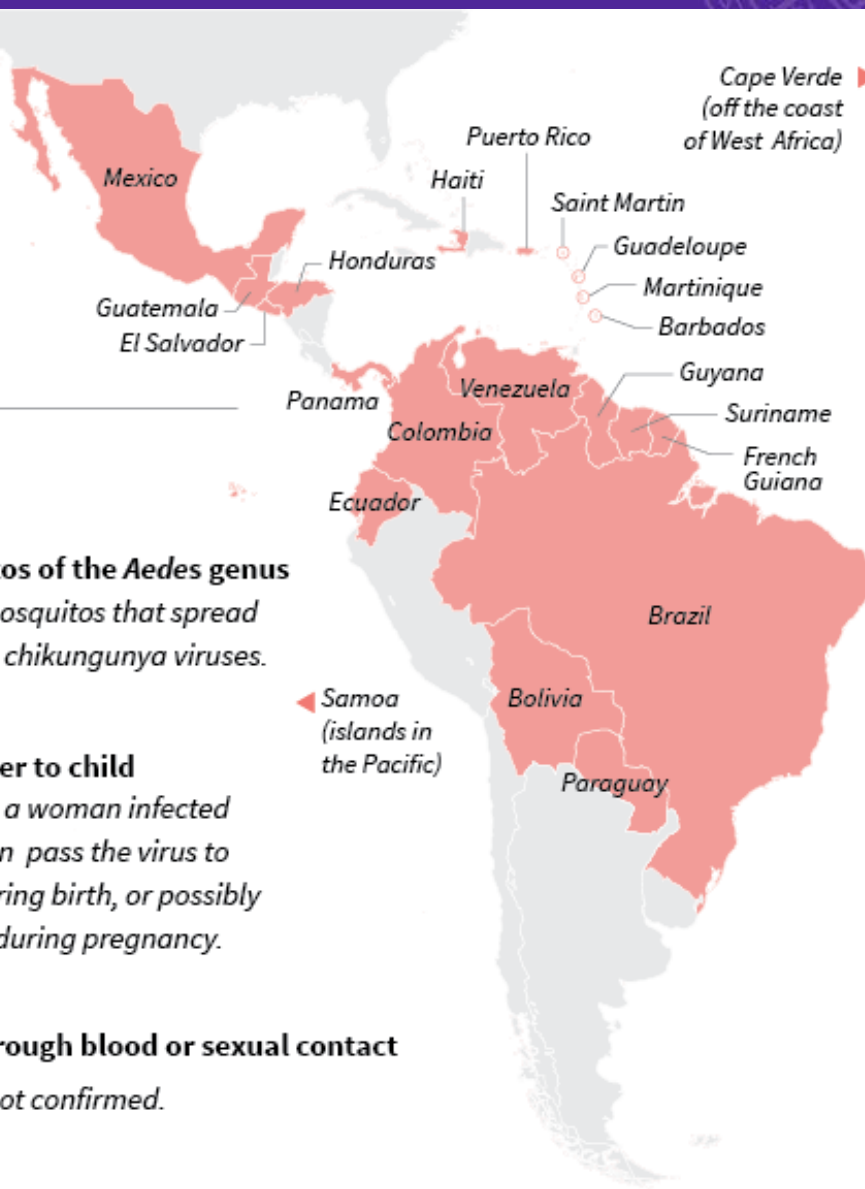 Cape Verde
(off the coast
of West Africa)
Puerto Rico
Haiti
Mexico
Saint Martin
Guadeloupe
Honduras
Martinique
Guatemala
Barbados
El Salvador
Guyana
Venezuela
Panama
Suriname
Colombia
French
Guiana
Ecuador
tos of the Aedes genus
osquitos that spread
chikungunya viruses.
Brazil
Samoa
(islands in
the Pacific)
Bolivia
er to child
a woman infected
n pass the virus to
ring birth, or possibly
during pregnancy.
Paraguay
rough blood or sexual contact
ot confirmed.